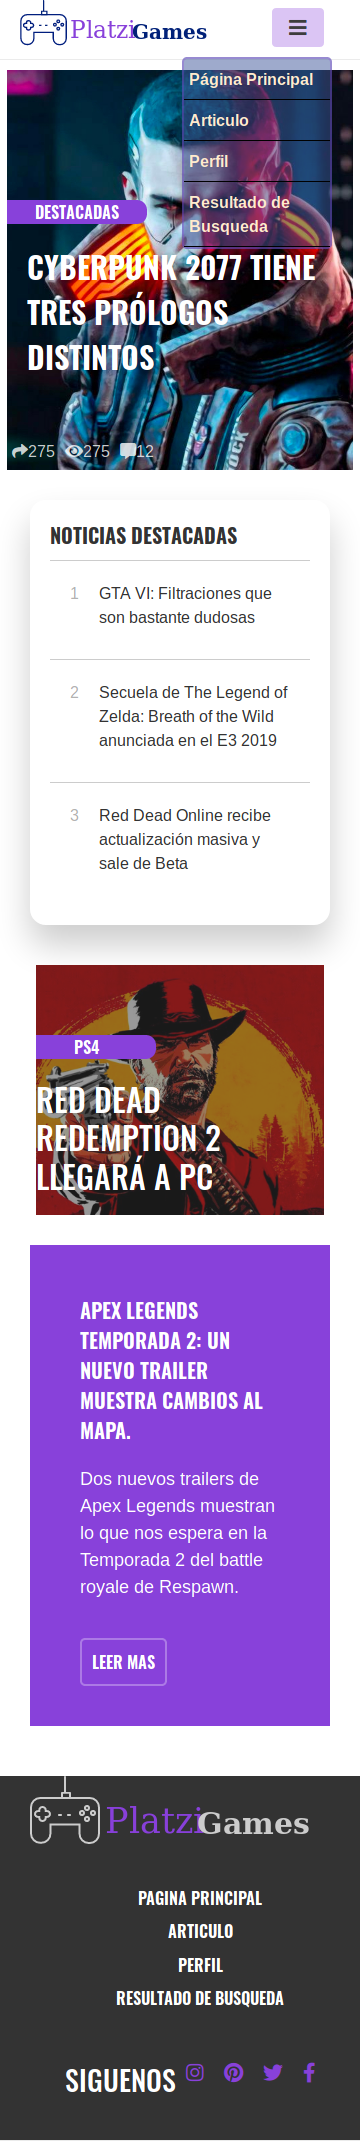 PlatziGames
Página Principal
Articulo
Perfil
Resultado de
Busqueda
DESTACADAS
CYBERPUNK 2077 TIENE
TRES PRÓLOGOS
DISTINTOS
275 275 12
NOTICIAS DESTACADAS
1 GTA VI: Filtraciones que
son bastante dudosas
2 Secuela de The Legend of
Zelda: Breath of the Wild
anunciada en el E3 2019
3 Red Dead Online recibe
actualización masiva y
sale de Beta
PS4
RED DEAD
REDEMPTION 2
LLEGARÁ A PC
APEX LEGENDS
TEMPORADA 2: UN
NUEVO TRAILER
MUESTRA CAMBIOS AL
MAPA.
Dos nuevos trailers de
Apex Legends muestran
lo que nos espera en la
Temporada 2 del battle
royale de Respawn.
LEER MAS
PlatziGames
PAGINA PRINCIPAL
ARTICULO
PERFIL
RESULTADO DE BUSQUEDA
SIGUENOS